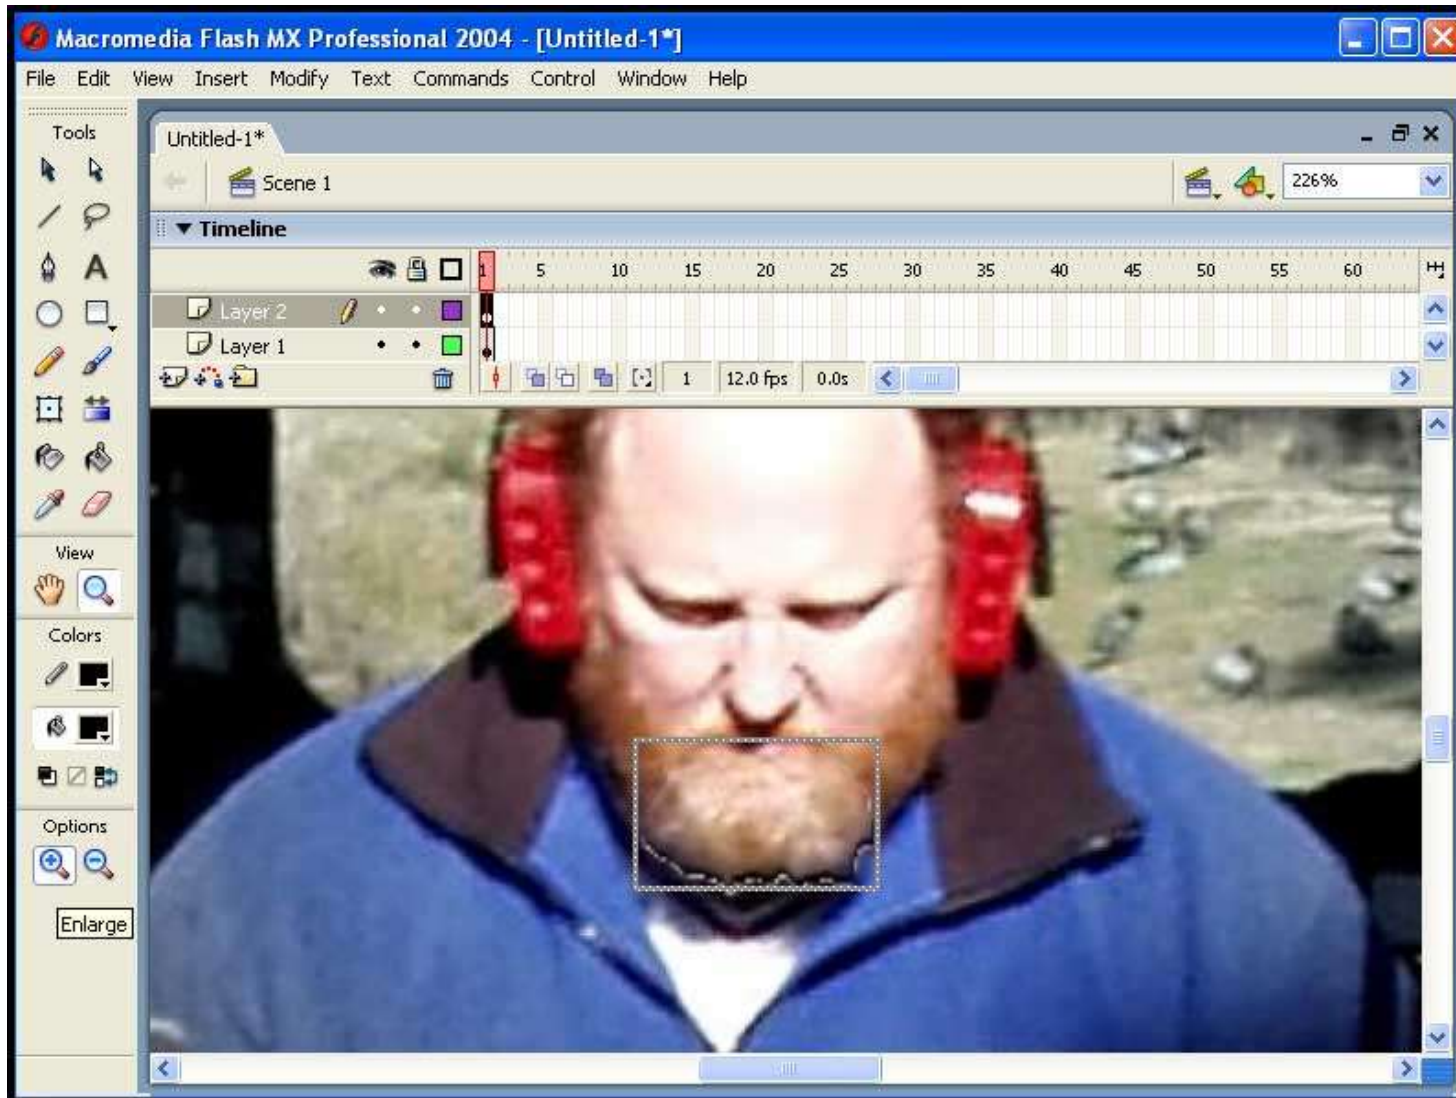 Macromedia Flash MX Professional 2004 - [Untitled-1*]
File Edit View Insert Modify Text Commands Control Window Help
Tools
Untitled-1*
Scene 1
226%
Timeline
1 5 10 15 20 25 30 35 40 45 50 55 60
Layer 2
Layer 1
1 12.0 fps 0.0s
A
View
Colors
Options
Enlarge